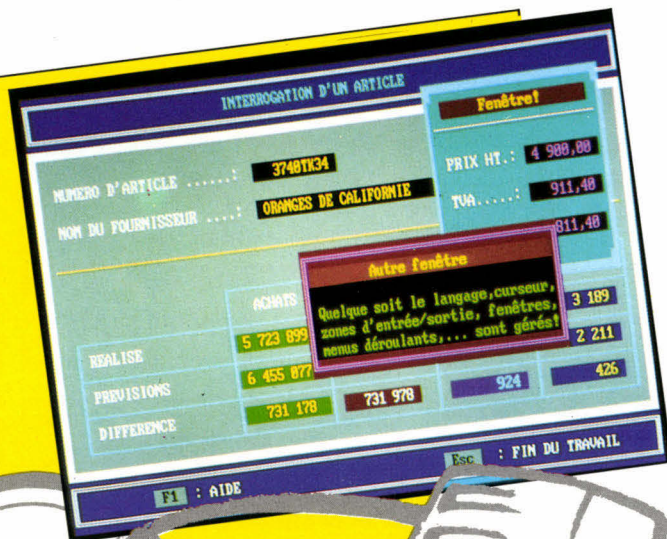 INTERROGATION D'UN ARTICLE
Fenêtre!
NUMERO D'ARTICLE ......: 3740TK34
NOM DU FOURNISSEUR ....: ORANGES DE CALIFORNIE
PRIX HT.: 4 900,00
TVA.....: 911,40
811,40
Autre fenêtre
Quelque soit le langage,curseur,
zones d'entrée/sortie, fenêtres,
menus déroulants,... sont gérés!
ACHATS
REALISE 5 723 899 3 189
PREVISIONS 6 455 077 2 211
DIFFERENCE 731 178 731 978 924 426
F1 : AIDE
Esc : FIN DU TRAVAIL